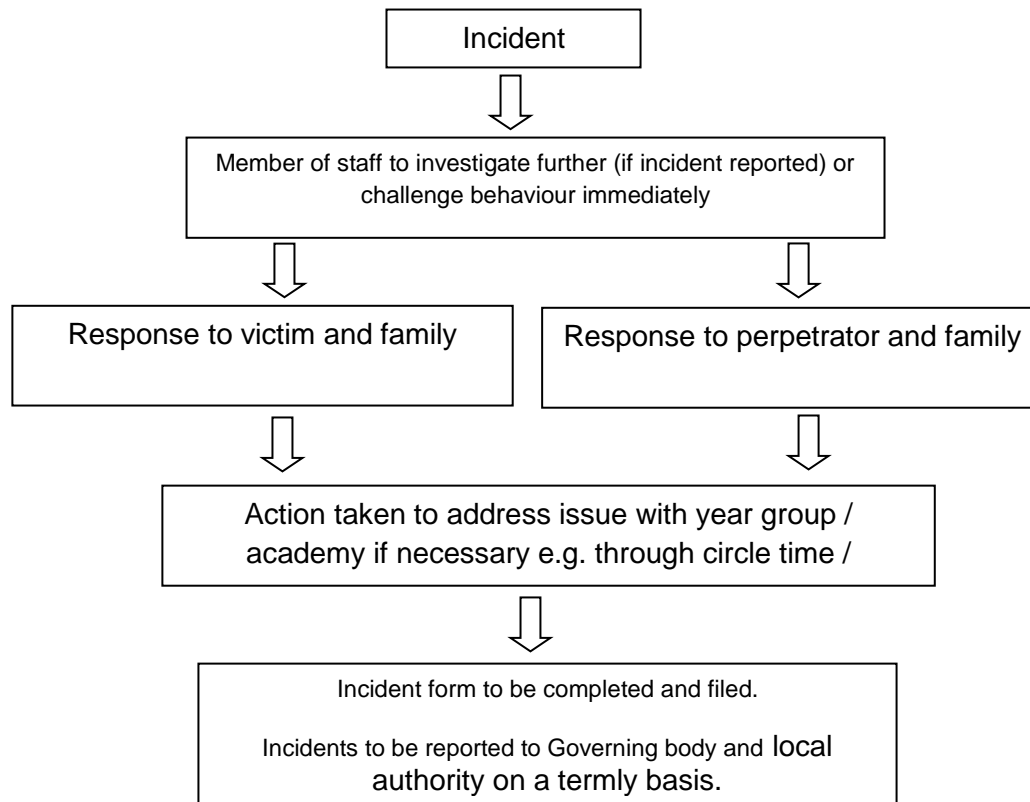 Incident
Member of staff to investigate further (if incident reported) or
challenge behaviour immediately
Response to victim and family
Response to perpetrator and family
Action taken to address issue with year group /
academy if necessary e.g. through circle time /
Incident form to be completed and filed.
Incidents to be reported to Governing body and local
authority on a termly basis.